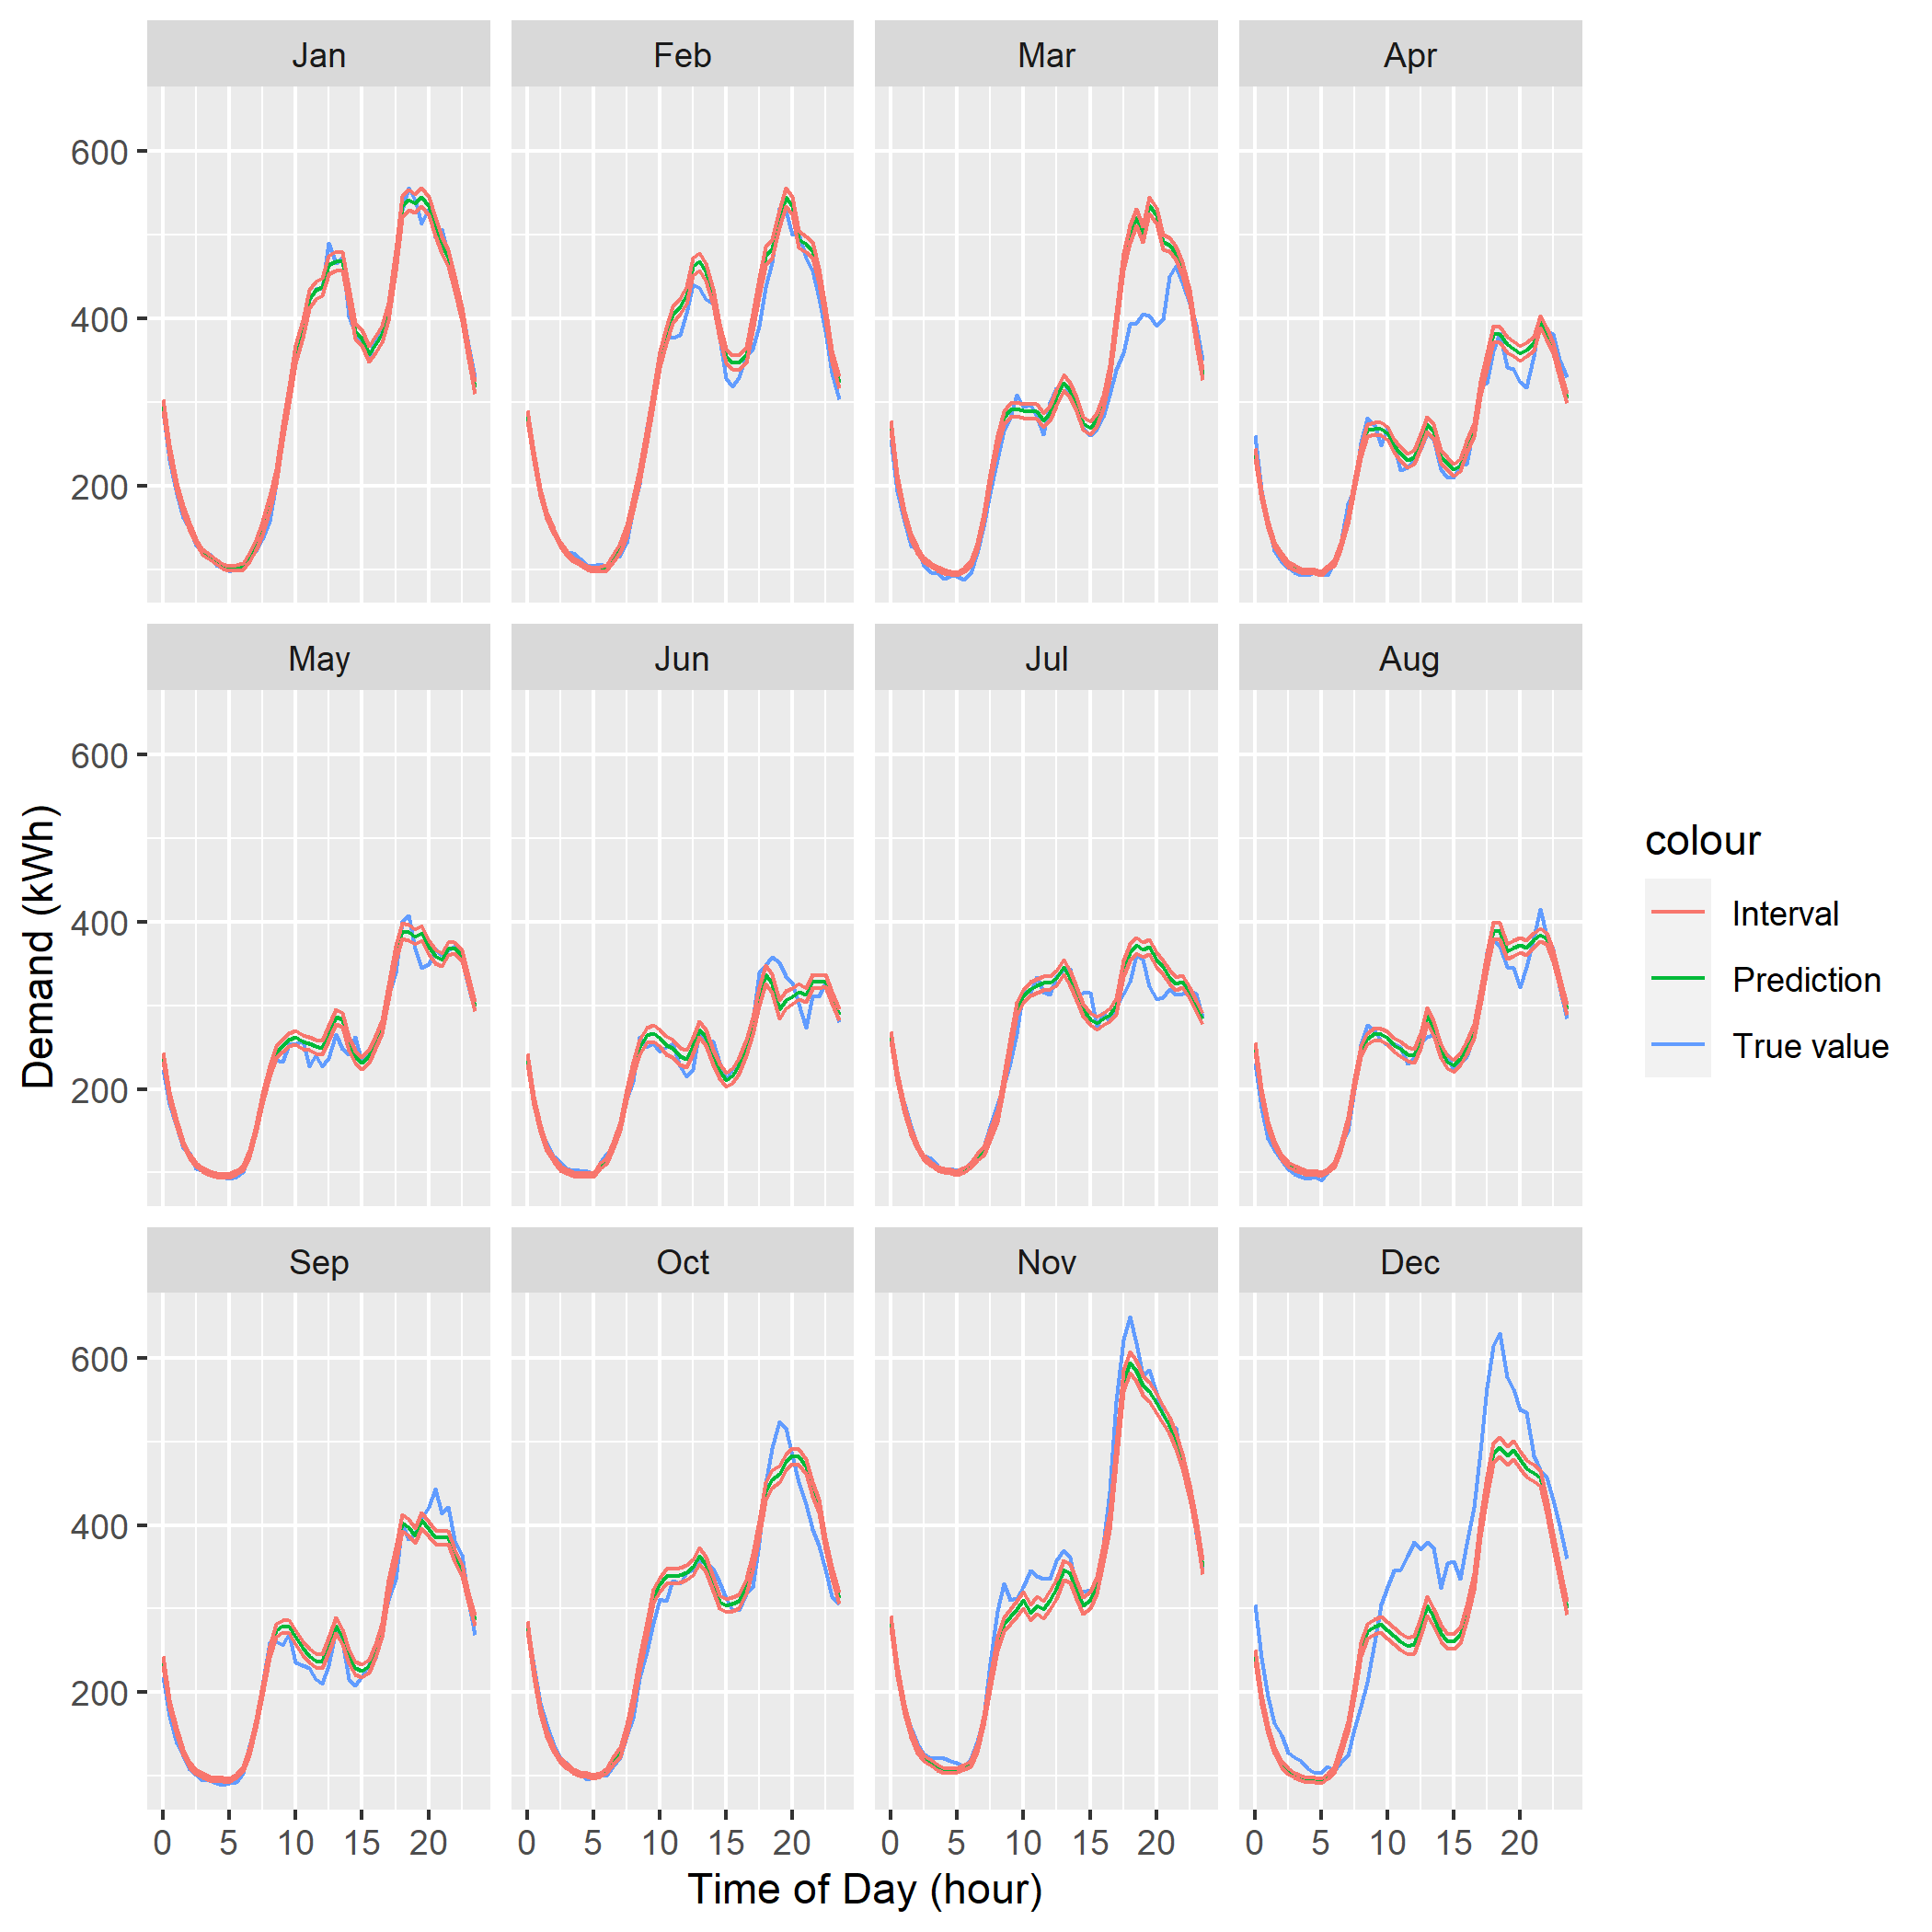 Jan
Feb
Mar
Apr
600
400
200
May
Jun
Jul
Aug
600
400
200
Demand (kWh)
colour
Interval
Prediction
True value
Sep
Oct
Nov
Dec
600
400
200
0 5 10 15 20
0 5 10 15 20
0 5 10 15 20
0 5 10 15 20
Time of Day (hour)